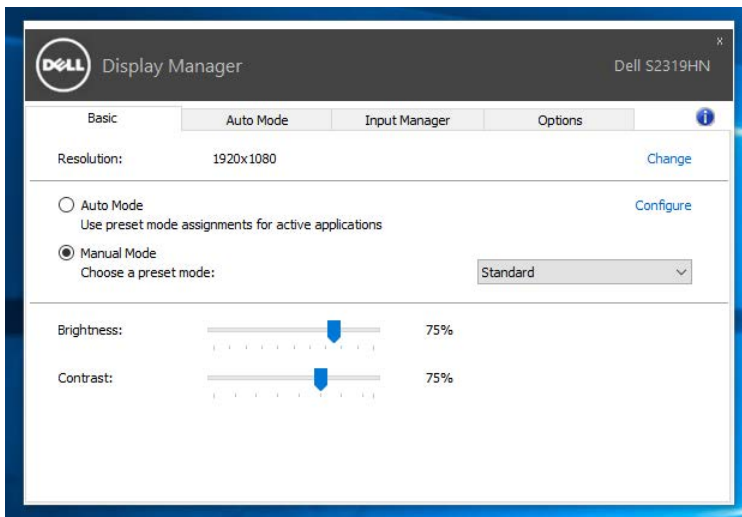 DELL
Display Manager
x
Dell S2319HN
Basic Auto Mode Input Manager Options i
Resolution: 1920x1080 Change
Auto Mode Configure
Use preset mode assignments for active applications
Manual Mode
Choose a preset mode: Standard
Brightness: 75%
Contrast: 75%